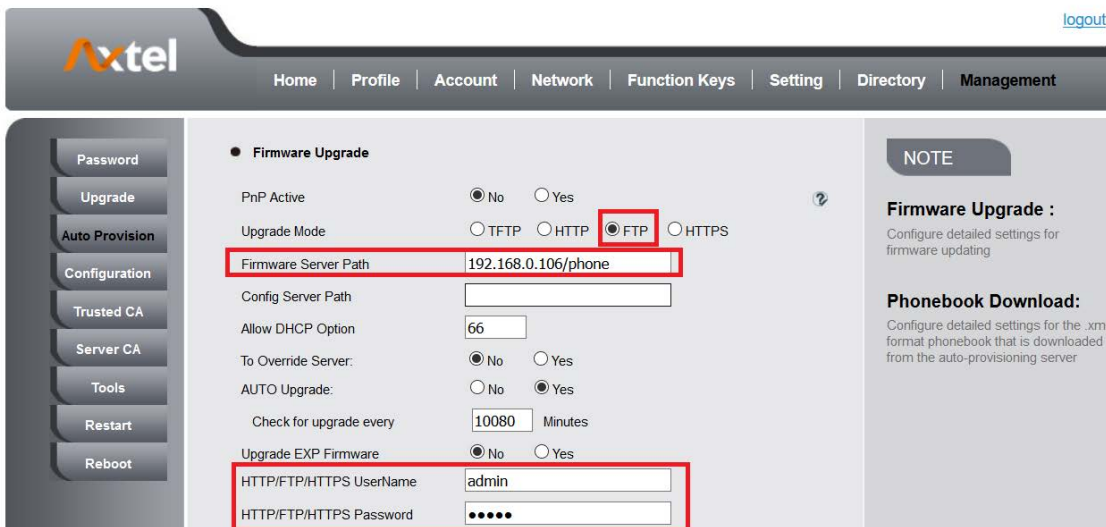 logout
Axtel
Home Profile Account Network Function Keys Setting Directory Management
Password
Upgrade
Auto Provision
Configuration
Trusted CA
Server CA
Tools
Restart
Reboot
Firmware Upgrade
PnP Active No Yes ?
Upgrade Mode TFTP HTTP FTP HTTPS
Firmware Server Path 192.168.0.106/phone
Config Server Path
Allow DHCP Option 66
To Override Server: No Yes
AUTO Upgrade: No Yes
Check for upgrade every 10080 Minutes
Upgrade EXP Firmware No Yes
HTTP/FTP/HTTPS UserName admin
HTTP/FTP/HTTPS Password •••••
NOTE
Firmware Upgrade :
Configure detailed settings for
firmware updating
Phonebook Download:
Configure detailed settings for the .xm
format phonebook that is downloaded
from the auto-provisioning server